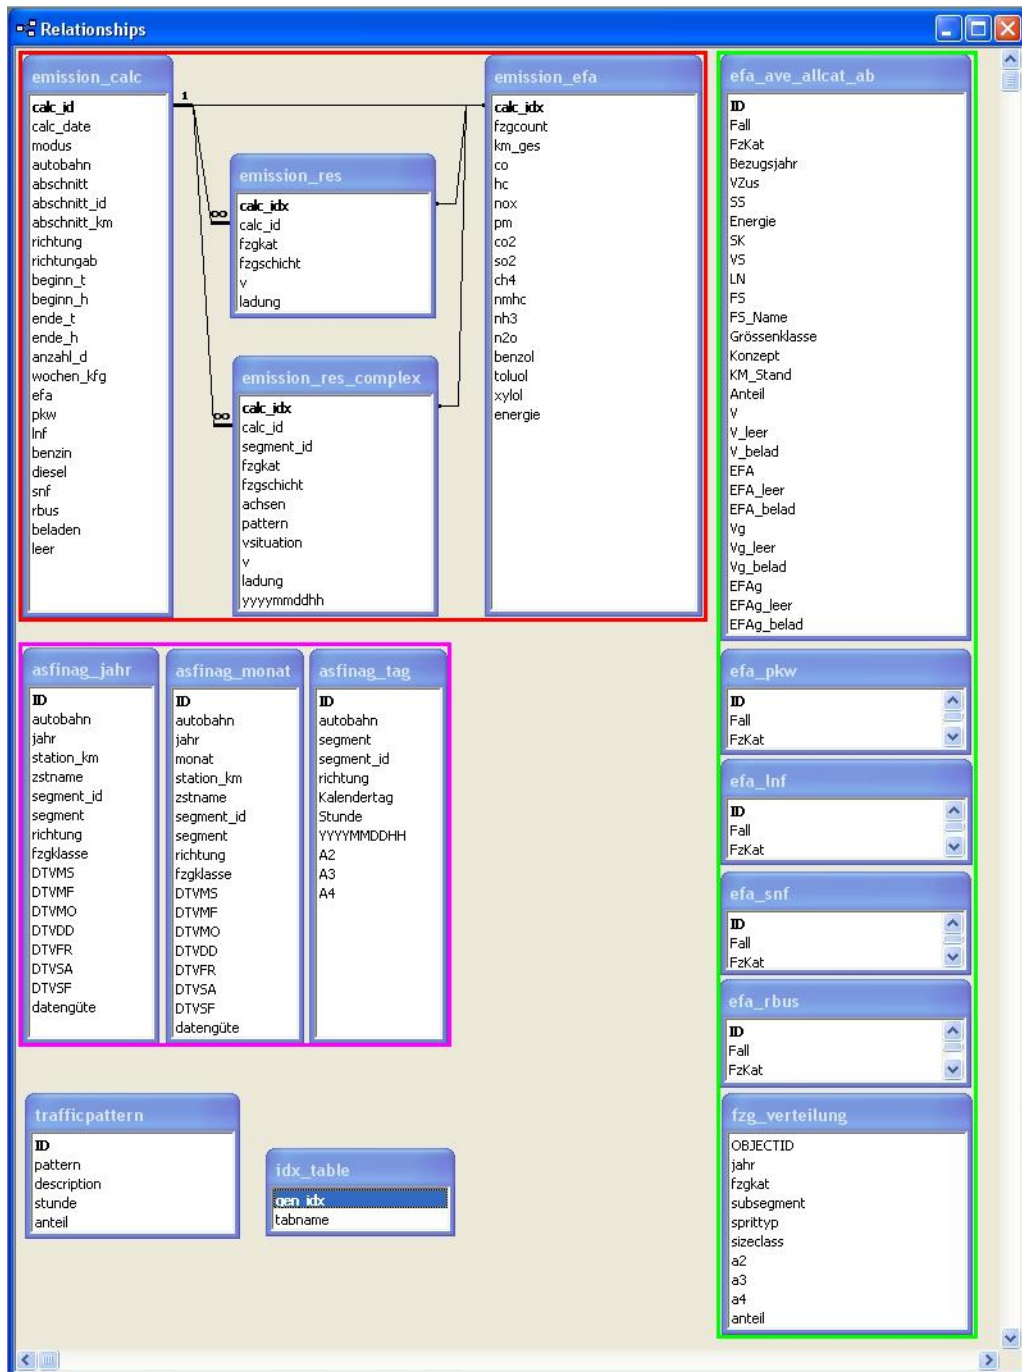 Relationships
emission_calc
calc_id
calc_date
modus
autobahn
abschnitt
abschnitt_id
abschnitt_km
richtung
richtungab
beginn_t
beginn_h
ende_t
ende_h
anzahl_d
wochen_kfg
efa
pkw
lnf
benzin
diesel
snf
rbus
beladen
leer
1
∞
∞
emission_res
calc_idx
calc_id
fzgkat
fzgschicht
v
ladung
emission_res_complex
calc_idx
calc_id
segment_id
fzgkat
fzgschicht
achsen
pattern
vsituation
v
ladung
yyyymmddhh
emission_efa
calc_idx
fzgcount
km_ges
co
hc
nox
pm
co2
so2
ch4
nmhc
nh3
n2o
benzol
toluol
xylol
energie
efa_ave_allcat_ab
ID
Fall
FzKat
Bezugsjahr
VZus
SS
Energie
SK
VS
LN
FS
FS_Name
Grössenklasse
Konzept
KM_Stand
Anteil
V
V_leer
V_belad
EFA
EFA_leer
EFA_belad
Vg
Vg_leer
Vg_belad
EFAg
EFAg_leer
EFAg_belad
asfinag_jahr
ID
autobahn
jahr
station_km
zstname
segment_id
segment
richtung
fzgklasse
DTVMS
DTVMF
DTVMO
DTVDD
DTVFR
DTVSA
DTVSF
datengüte
asfinag_monat
ID
autobahn
jahr
monat
station_km
zstname
segment_id
segment
richtung
fzgklasse
DTVMS
DTVMF
DTVMO
DTVDD
DTVFR
DTVSA
DTVSF
datengüte
asfinag_tag
ID
autobahn
segment
segment_id
richtung
Kalendertag
Stunde
YYYYMMDDHH
A2
A3
A4
efa_pkw
ID
Fall
FzKat
efa_lnf
ID
Fall
FzKat
efa_snf
ID
Fall
FzKat
efa_rbus
ID
Fall
FzKat
trafficpattern
ID
pattern
description
stunde
anteil
idx_table
gen_idx
tabname
fzg_verteilung
OBJECTID
jahr
fzgkat
subsegment
sprittyp
sizeclass
a2
a3
a4
anteil